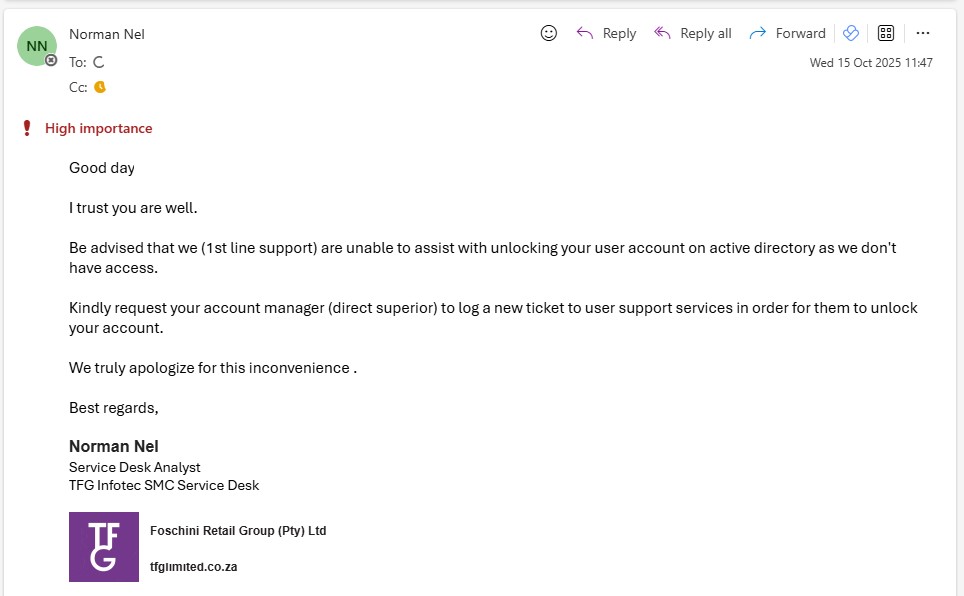 NN
Norman Nel
Reply
Reply all
Forward
To:
Wed 15 Oct 2025 11:47
Cc:
High importance
Good day
I trust you are well.
Be advised that we (1st line support) are unable to assist with unlocking your user account on active directory as we don't
have access.
Kindly request your account manager (direct superior) to log a new ticket to user support services in order for them to unlock
your account.
We truly apologize for this inconvenience .
Best regards,
Norman Nel
Service Desk Analyst
TFG Infotec SMC Service Desk
TFG
Foschini Retail Group (Pty) Ltd
tfglimited.co.za